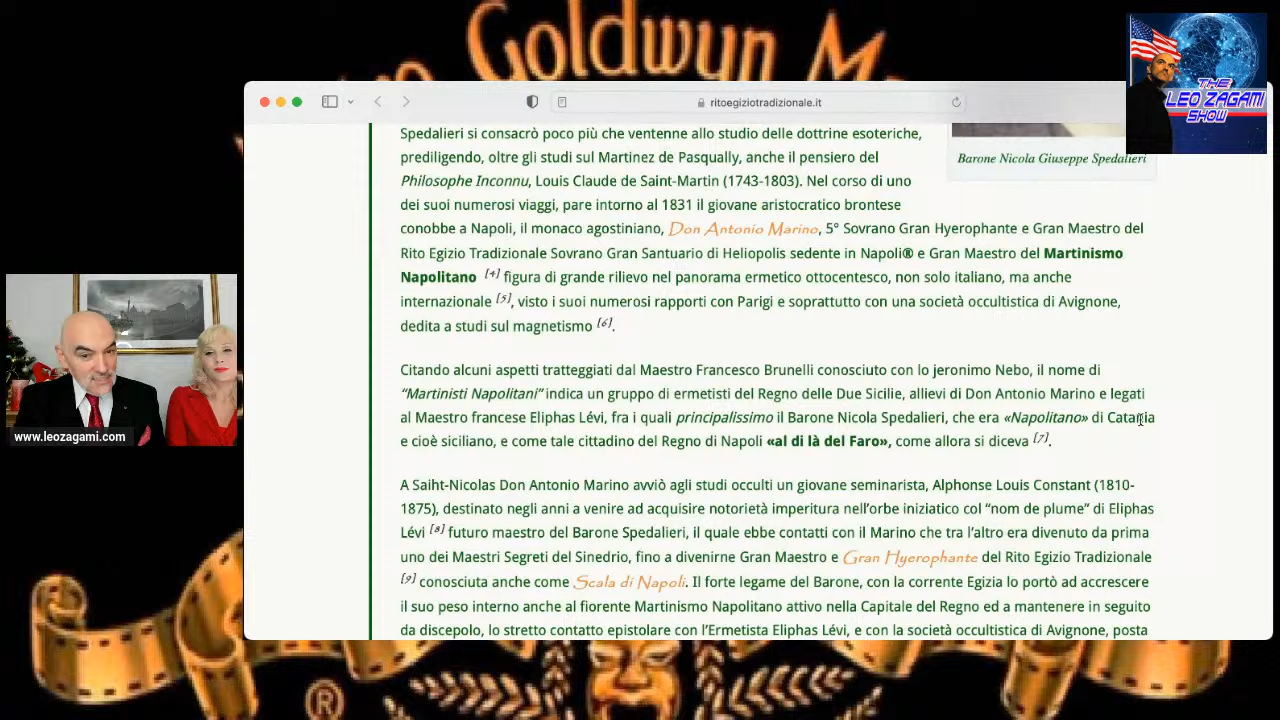 Goldwyn M
THE
LEO ZAGAMI
SHOW
ritoegiziotradizionale.it
Spedalieri si consacrò poco più che ventenne allo studio delle dottrine esoteriche,
prediligendo, oltre gli studi sul Martinez de Pasqually, anche il pensiero del
Philosophe Inconnu, Louis Claude de Saint-Martin (1743-1803). Nel corso di uno
dei suoi numerosi viaggi, pare intorno al 1831 il giovane aristocratico brontese
conobbe a Napoli, il monaco agostiniano, Don Antonio Marino, 5° Sovrano Gran Hyerophante e Gran Maestro del
Rito Egizio Tradizionale Sovrano Gran Santuario di Heliopolis sedente in Napoli® e Gran Maestro del Martinismo
Napolitano [4] figura di grande rilievo nel panorama ermetico ottocentesco, non solo italiano, ma anche
internazionale [5], visto i suoi numerosi rapporti con Parigi e soprattutto con una società occultistica di Avignone,
dedita a studi sul magnetismo [6].
Barone Nicola Giuseppe Spedalieri
Citando alcuni aspetti tratteggiati dal Maestro Francesco Brunelli conosciuto con lo jeronimo Nebo, il nome di
“Martinisti Napolitani” indica un gruppo di ermetisti del Regno delle Due Sicilie, allievi di Don Antonio Marino e legati
al Maestro francese Eliphas Lévi, fra i quali principalissimo il Barone Nicola Spedalieri, che era «Napolitano» di Catania
e cioè siciliano, e come tale cittadino del Regno di Napoli «al di là del Faro», come allora si diceva [7].
A Saiht-Nicolas Don Antonio Marino avviò agli studi occulti un giovane seminarista, Alphonse Louis Constant (1810-
1875), destinato negli anni a venire ad acquisire notorietà imperitura nell’orbe iniziatico col “nom de plume” di Eliphas
Lévi [8] futuro maestro del Barone Spedalieri, il quale ebbe contatti con il Marino che tra l’altro era divenuto da prima
uno dei Maestri Segreti del Sinedrio, fino a divenirne Gran Maestro e Gran Hyerophante del Rito Egizio Tradizionale
[9] conosciuta anche come Scala di Napoli. Il forte legame del Barone, con la corrente Egizia lo portò ad accrescere
il suo peso interno anche al fiorente Martinismo Napolitano attivo nella Capitale del Regno ed a mantenere in seguito
da discepolo, lo stretto contatto epistolare con l’Ermetista Eliphas Lévi, e con la società occultistica di Avignone, posta
www.leozagami.com
®